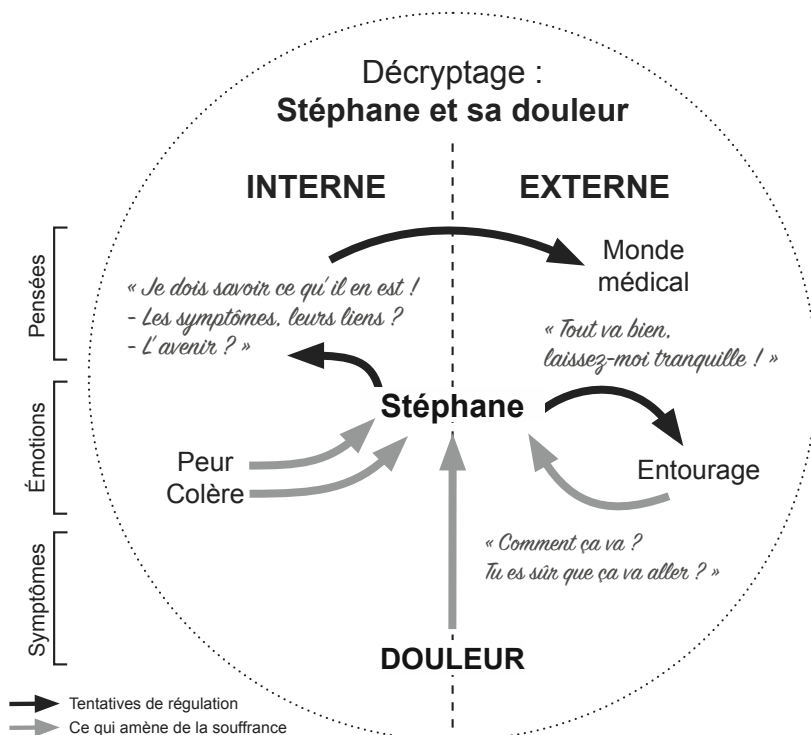 Décryptage :
Stéphane et sa douleur
INTERNE
EXTERNE
Pensées
Monde
médical
« Je dois savoir ce qu'il en est !
- Les symptômes, leurs liens ?
- L'avenir ? »
« Tout va bien,
laissez-moi tranquille ! »
Émotions
Stéphane
Peur
Colère
Entourage
Symptômes
« Comment ça va ?
Tu es sûr que ça va aller ? »
DOULEUR
Tentatives de régulation
Ce qui amène de la souffrance